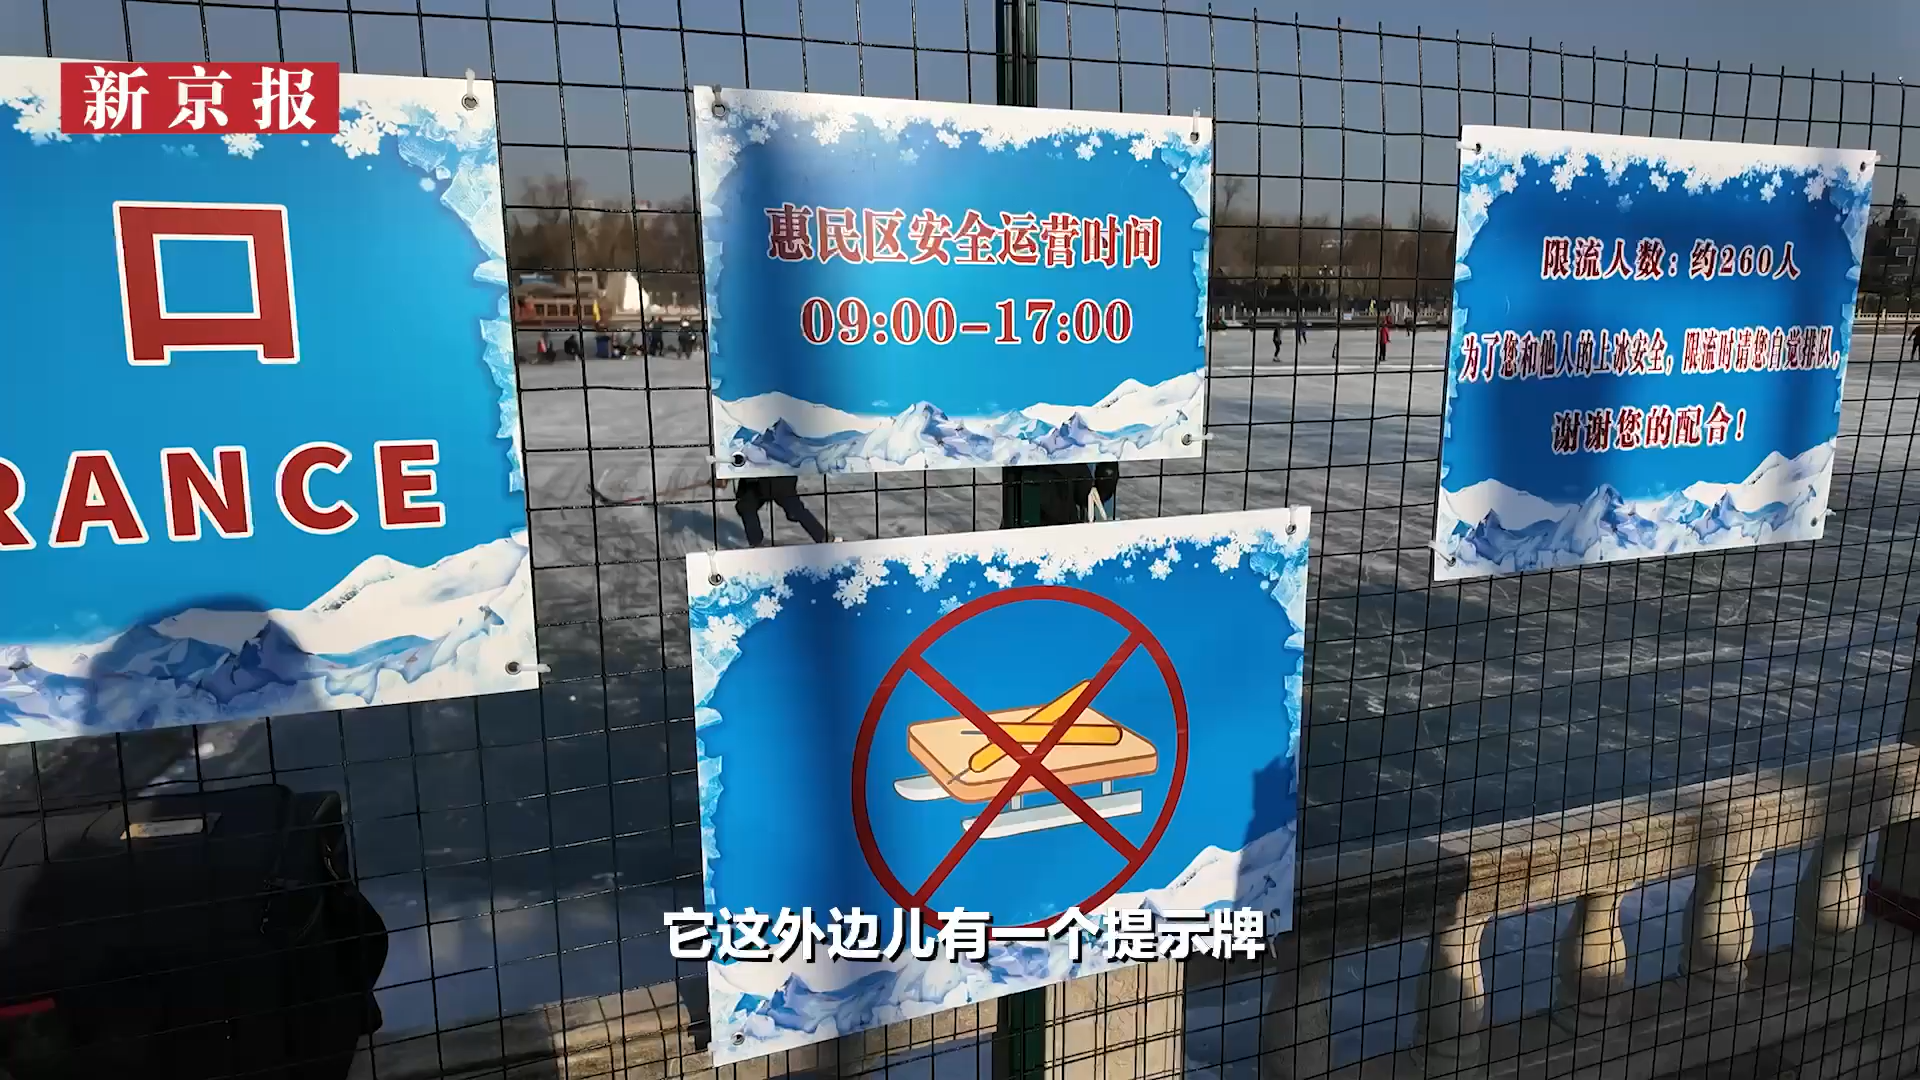 新京报
口
RANCE
惠民区安全运营时间
09:00-17:00
限流人数：约260人
为了您和他人的上冰安全，限流时请您自觉排队，
谢谢您的配合！
它这外边儿有一个提示牌